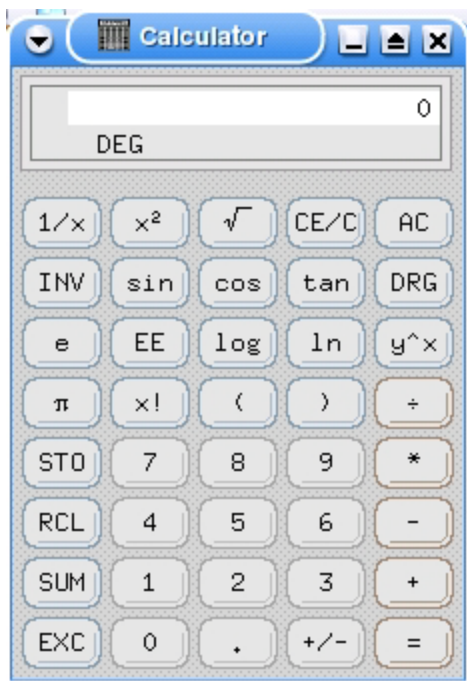 Calculator
0
DEG
1/x x² √ CE/C AC
INV sin cos tan DRG
e EE log ln y^x
π x! ( ) ÷
STO 7 8 9 *
RCL 4 5 6 -
SUM 1 2 3 +
EXC 0 . +/- =